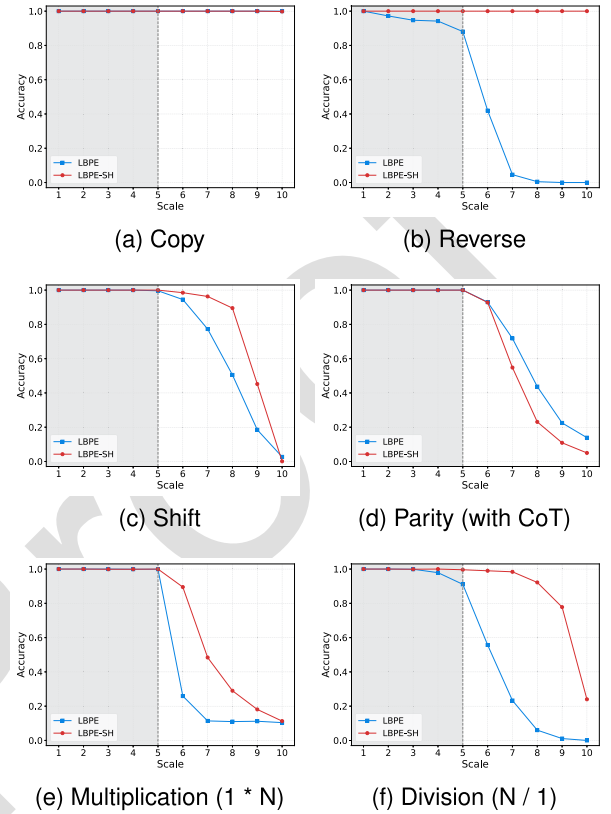 1.0
0.8
0.6
0.4
0.2
0.0
Accuracy
LBPE
LBPE-SH
1 2 3 4 5 6 7 8 9 10
Scale
(a) Copy
1.0
0.8
0.6
0.4
0.2
0.0
Accuracy
LBPE
LBPE-SH
1 2 3 4 5 6 7 8 9 10
Scale
(b) Reverse
1.0
0.8
0.6
0.4
0.2
0.0
Accuracy
LBPE
LBPE-SH
1 2 3 4 5 6 7 8 9 10
Scale
(c) Shift
1.0
0.8
0.6
0.4
0.2
0.0
Accuracy
LBPE
LBPE-SH
1 2 3 4 5 6 7 8 9 10
Scale
(d) Parity (with CoT)
1.0
0.8
0.6
0.4
0.2
0.0
Accuracy
LBPE
LBPE-SH
1 2 3 4 5 6 7 8 9 10
Scale
(e) Multiplication (1 * N)
1.0
0.8
0.6
0.4
0.2
0.0
Accuracy
LBPE
LBPE-SH
1 2 3 4 5 6 7 8 9 10
Scale
(f) Division (N / 1)